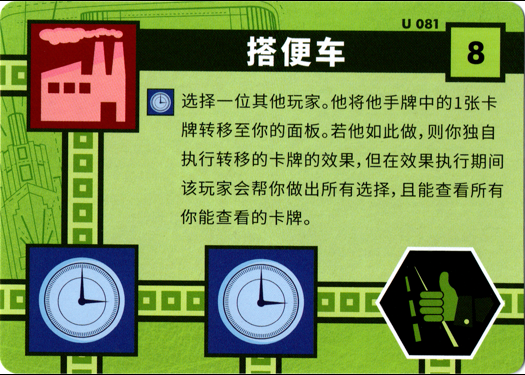 U 081
搭便车
8
选择一位其他玩家。他将他手牌中的1张卡
牌转移至你的面板。若他如此做，则你独自
执行转移的卡牌的效果，但在效果执行期间
该玩家会帮你做出所有选择，且能查看所有
你能查看的卡牌。